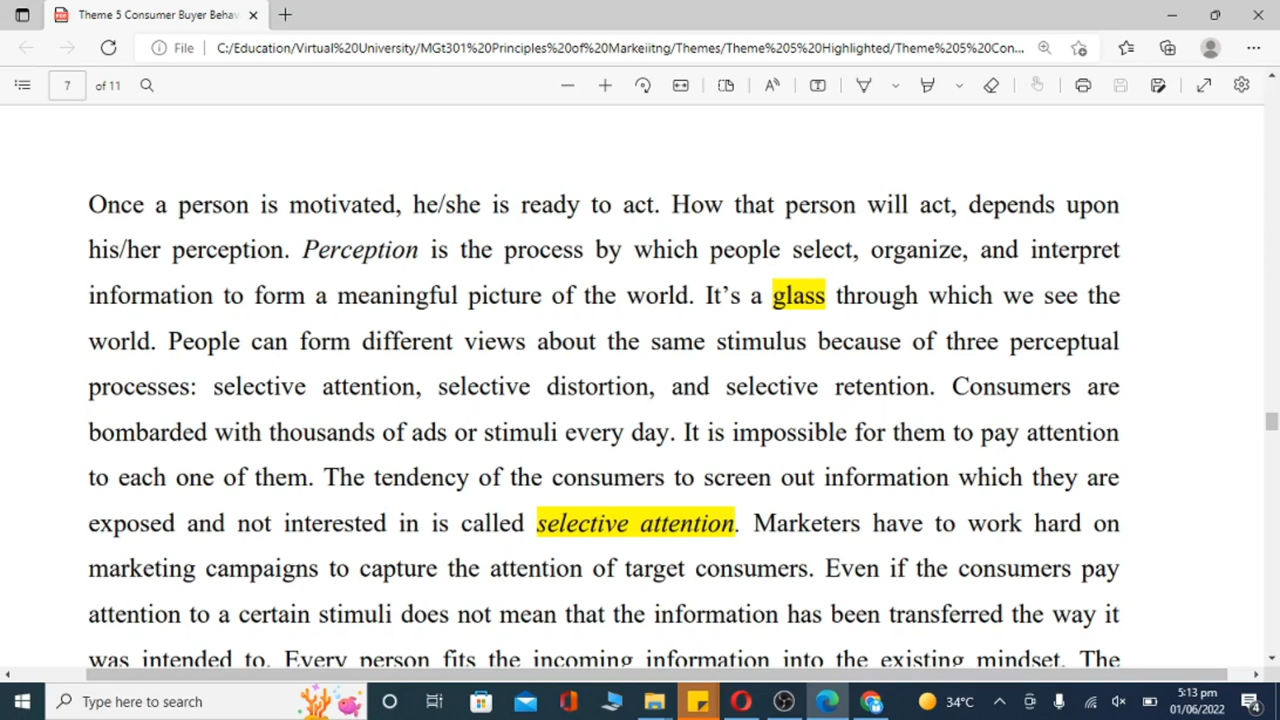 Theme 5 Consumer Buyer Behav
File
C:/Education/Virtual%20University/MGt301%20Principles%20of%20Markeiitng/Themes/Theme%205%20Highlighted/Theme%205%20Con...
7 of 11
Once a person is motivated, he/she is ready to act. How that person will act, depends upon
his/her perception. Perception is the process by which people select, organize, and interpret
information to form a meaningful picture of the world. It’s a glass through which we see the
world. People can form different views about the same stimulus because of three perceptual
processes: selective attention, selective distortion, and selective retention. Consumers are
bombarded with thousands of ads or stimuli every day. It is impossible for them to pay attention
to each one of them. The tendency of the consumers to screen out information which they are
exposed and not interested in is called selective attention. Marketers have to work hard on
marketing campaigns to capture the attention of target consumers. Even if the consumers pay
attention to a certain stimuli does not mean that the information has been transferred the way it
was intended to. Every person fits the incoming information into the existing mindset. The
Type here to search
34°C
5:13 pm
01/06/2022
4